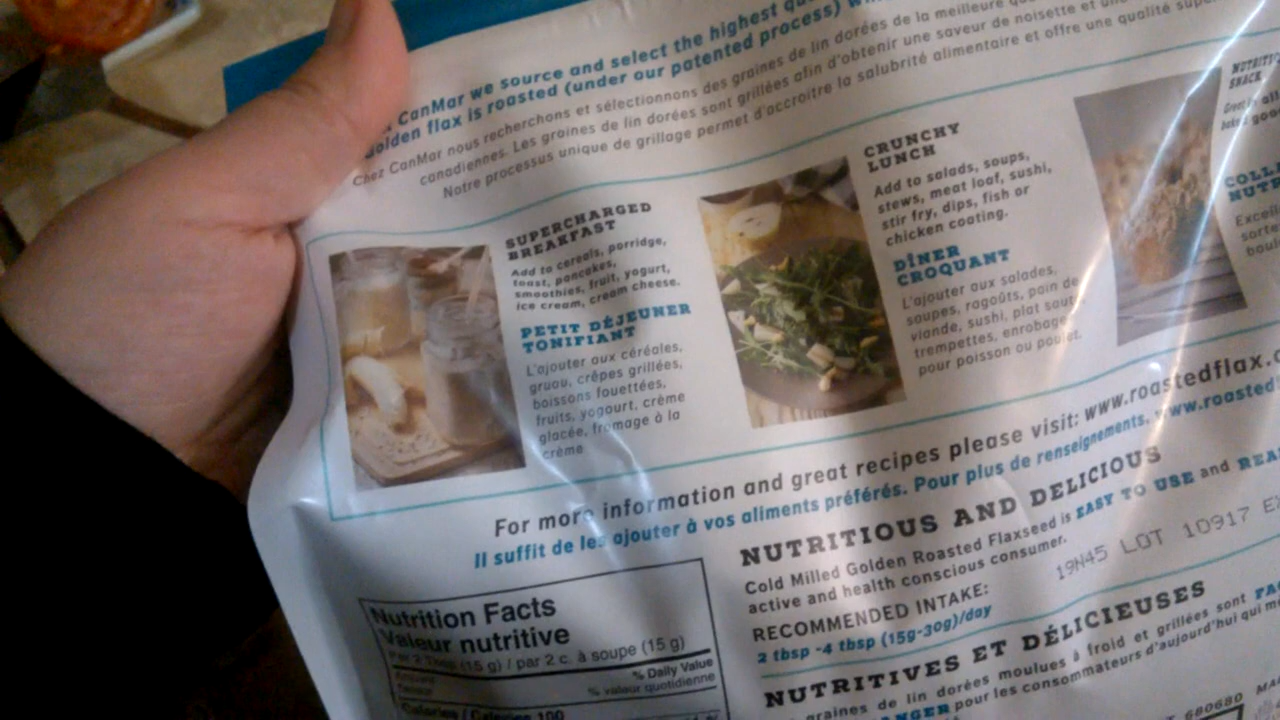 CanMar we source and select the highest
golden flax is roasted (under our patented process)
Chez CanMar nous recherchons et sélectionnons des graines de lin dorées de la meilleure
canadiennes. Les graines de lin dorées sont grillées afin d'obtenir une saveur de noisette et
Notre processus unique de grillage permet d'accroitre la salubrité alimentaire et offre une qualité
SUPERCHARGED
BREAKFAST
Add to cereals, porridge,
toast, pancakes,
smoothies, fruit, yogurt,
ice cream, cream cheese.
PETIT DÉJEUNER
TONIFIANT
L'ajouter aux céréales,
gruau, crêpes grillées,
boissons fouettées,
fruits, yogourt, crème
glacée, fromage à la
crème
CRUNCHY
LUNCH
Add to salads, soups,
stews, meat loaf, sushi,
stir fry, dips, fish or
chicken coating.
DÎNER
CROQUANT
L'ajouter aux salades,
soupes, ragoûts, pain de
viande, sushi, plat sauté,
trempettes, enrobage
pour poisson ou poulet.
SNACK
For more information and great recipes please visit: www.roastedflax.
Il suffit de les ajouter à vos aliments préférés. Pour plus de renseignements, www.roasted
NUTRITIOUS AND DELICIOUS
Cold Milled Golden Roasted Flaxseed is EASY TO USE and
active and health conscious consumer.
19N45 LOT 10917
RECOMMENDED INTAKE:
2 tbsp -4 tbsp (15g-30g)/day
NUTRITIVES ET DÉLICIEUSES
graines de lin dorées moulues à froid et grillées sont
pour les consommateurs d'aujourd'hui qui
680680
Nutrition Facts
Valeur nutritive
Per 2 Tbsp (15 g) / par 2 c. à soupe (15 g)
Amount
Teneur
% Daily Value
% valeur quotidienne
Calories / Calories 100